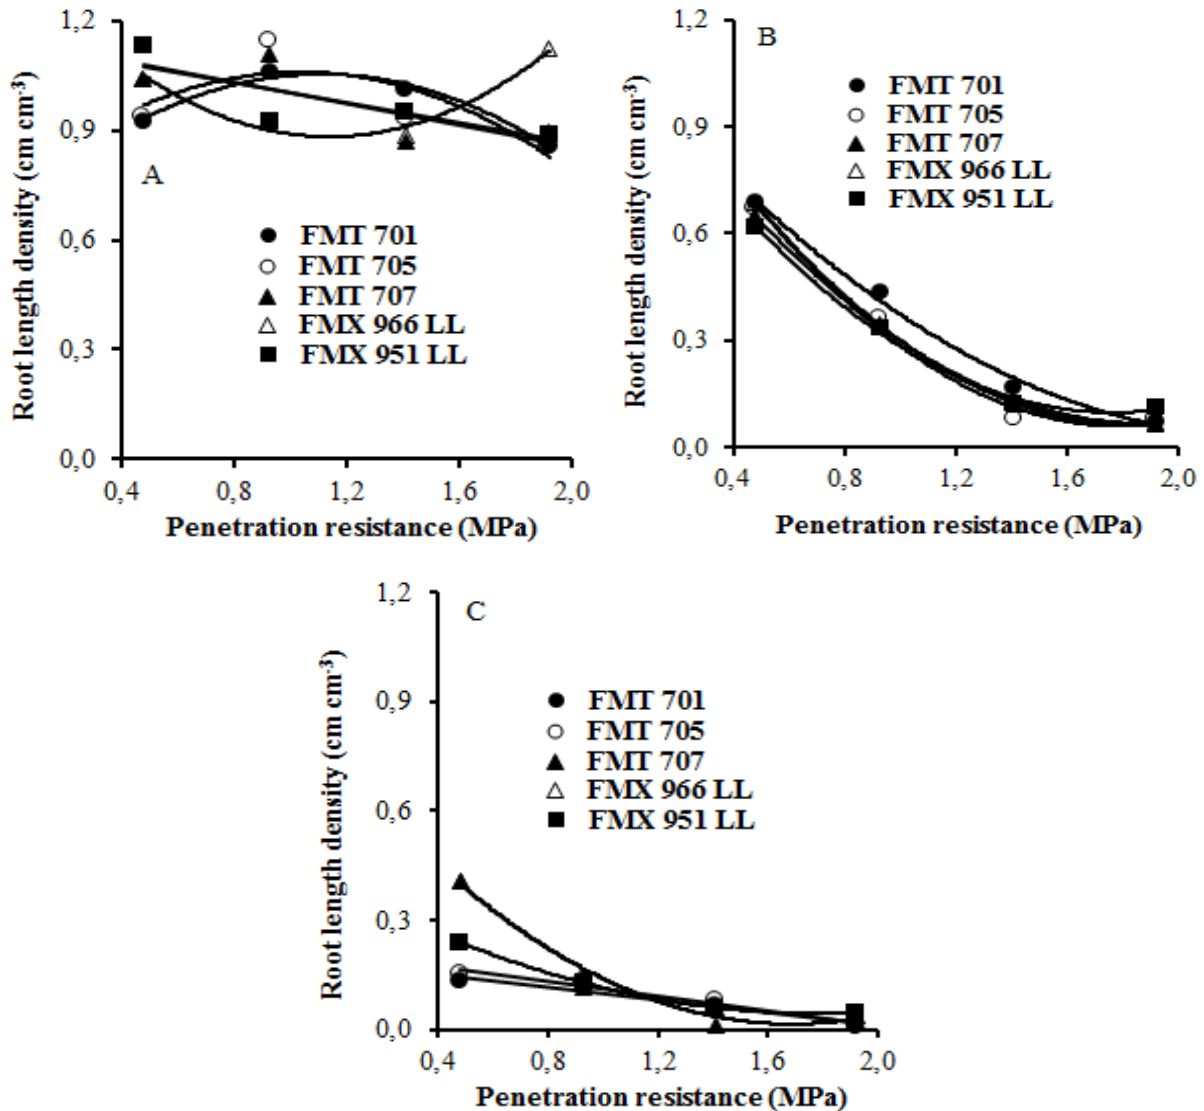 Root length density (cm cm-3)
1,2
0,9
0,6
0,3
0,0
A
FMT 701
FMT 705
FMT 707
FMX 966 LL
FMX 951 LL
0,4 0,8 1,2 1,6 2,0
Penetration resistance (MPa)
Root length density (cm cm-3)
1,2
0,9
0,6
0,3
0,0
B
FMT 701
FMT 705
FMT 707
FMX 966 LL
FMX 951 LL
0,4 0,8 1,2 1,6 2,0
Penetration resistance (MPa)
Root length density (cm cm-3)
1,2
0,9
0,6
0,3
0,0
C
FMT 701
FMT 705
FMT 707
FMX 966 LL
FMX 951 LL
0,4 0,8 1,2 1,6 2,0
Penetration resistance (MPa)